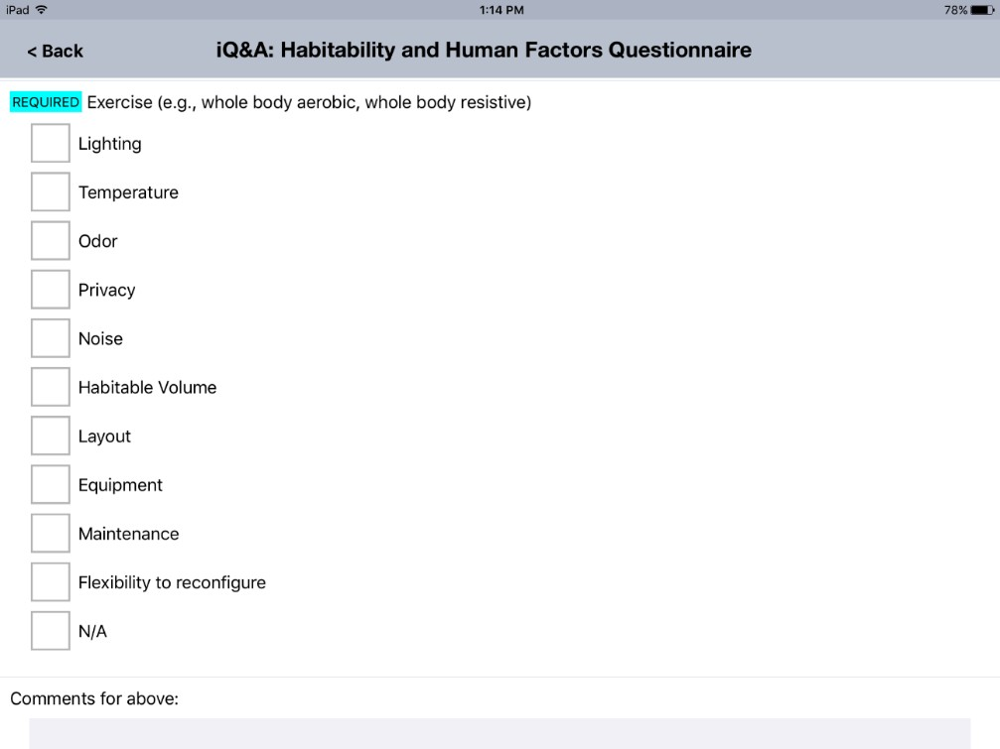 iPad 1:14 PM 78%
< Back iQ&A: Habitability and Human Factors Questionnaire
REQUIRED Exercise (e.g., whole body aerobic, whole body resistive)
Lighting
Temperature
Odor
Privacy
Noise
Habitable Volume
Layout
Equipment
Maintenance
Flexibility to reconfigure
N/A
Comments for above: